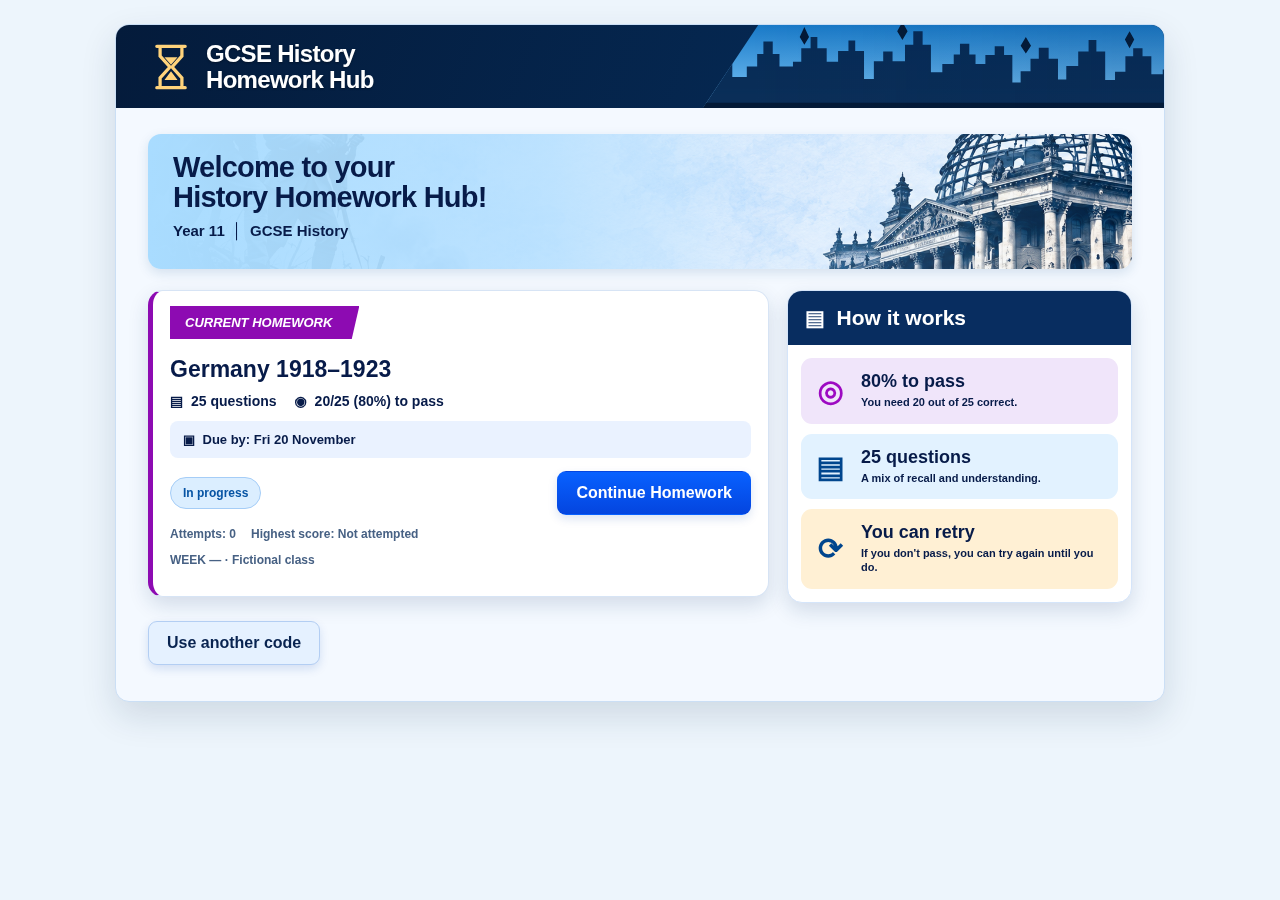 GCSE History
Homework Hub
Welcome to your
History Homework Hub!
Year 11 | GCSE History
CURRENT HOMEWORK
Germany 1918–1923
25 questions 20/25 (80%) to pass
Due by: Fri 20 November
In progress
Continue Homework
Attempts: 0 Highest score: Not attempted
WEEK — · Fictional class
How it works
80% to pass
You need 20 out of 25 correct.
25 questions
A mix of recall and understanding.
You can retry
If you don't pass, you can try again until you
do.
Use another code